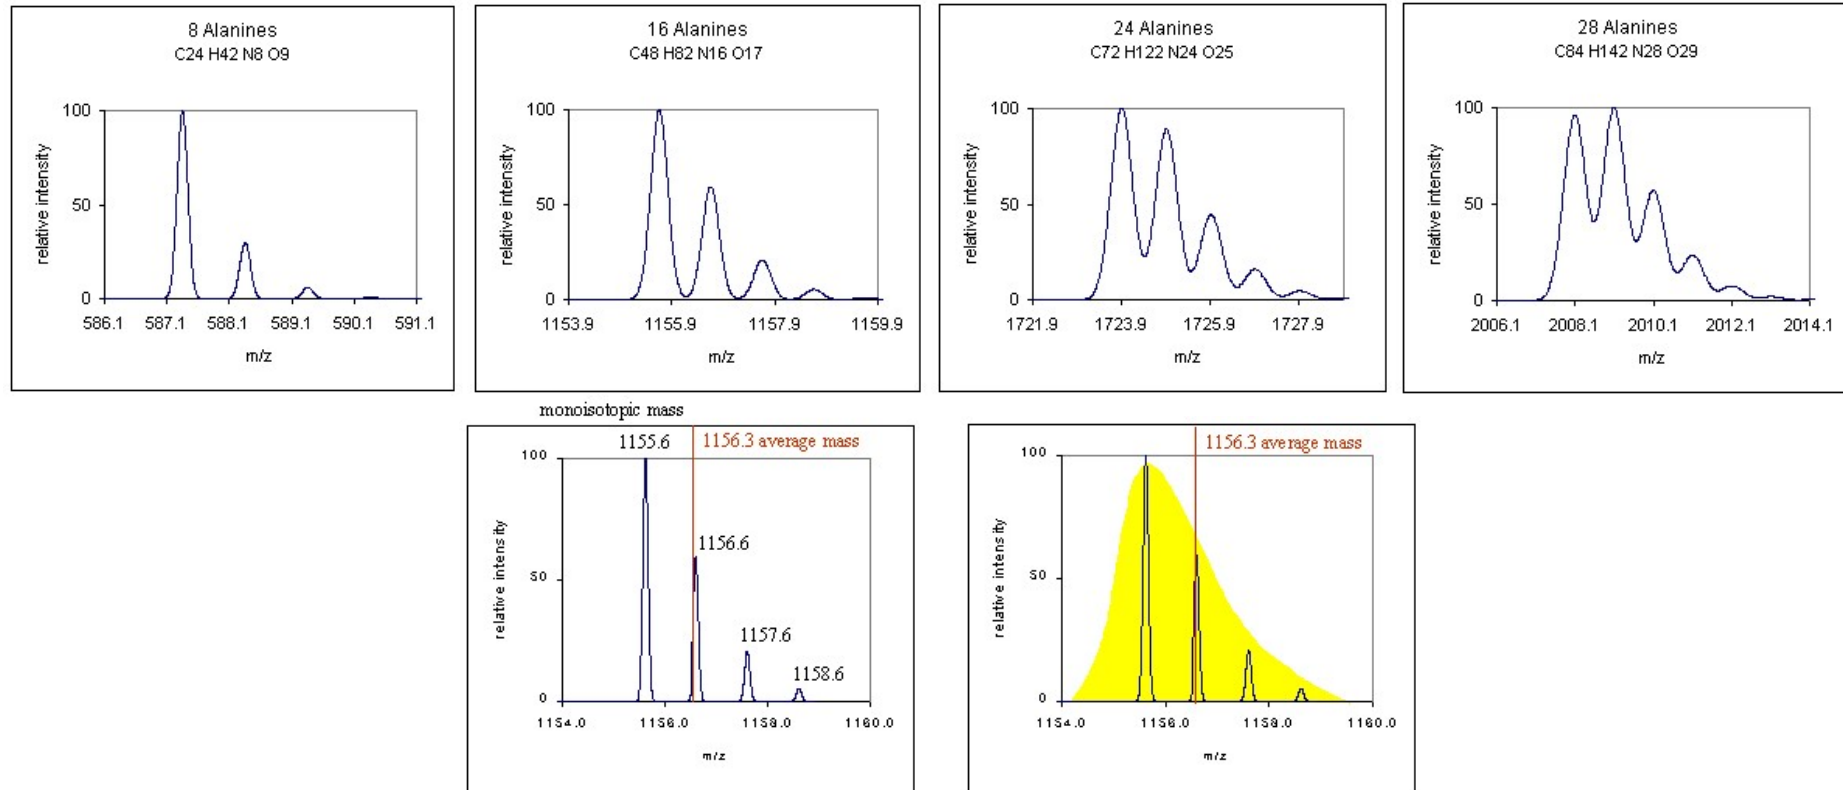 8 Alanines
C24 H42 N8 O9
100
50
0
relative intensity
586.1 587.1 588.1 589.1 590.1 591.1
m/z
16 Alanines
C48 H82 N16 O17
100
50
0
relative intensity
1153.9 1155.9 1157.9 1159.9
m/z
24 Alanines
C72 H122 N24 O25
100
50
0
relative intensity
1721.9 1723.9 1725.9 1727.9
m/z
28 Alanines
C84 H142 N28 O29
100
50
0
relative intensity
2006.1 2008.1 2010.1 2012.1 2014.1
m/z
monoisotopic mass
1155.6 1156.3 average mass
100
1156.6
50
1157.6
1158.6
0
relative intensity
1154.0 1156.0 1158.0 1160.0
m/z
1156.3 average mass
100
50
0
relative intensity
1154.0 1156.0 1158.0 1160.0
m/z